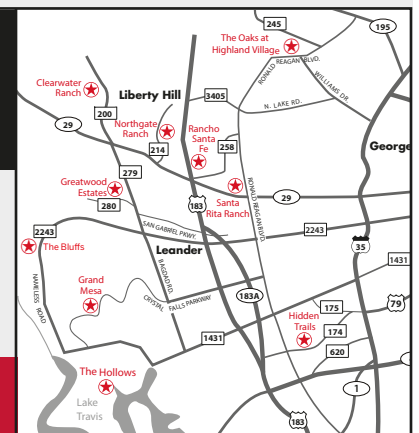 245
195
The Oaks at
Highland Village
RONALD
REAGAN BLVD.
WILLIAMS DR.
Clearwater
Ranch
Liberty Hill
3405
N. LAKE RD.
200
29
Northgate
Ranch
Rancho
Santa
Fe
214
258
George
279
Greatwood
Estates
280
183
Santa
Rita Ranch
29
RONALD REAGAN BLVD.
SAN GABRIEL PKWY.
2243
2243
The Bluffs
Leander
35
1431
NAMELESS
ROAD
BAGDAD RD.
Grand
Mesa
CRYSTAL
FALLS PARKWAY
183A
175
79
Hidden
Trails
174
1431
620
The Hollows
1
Lake
Travis
183